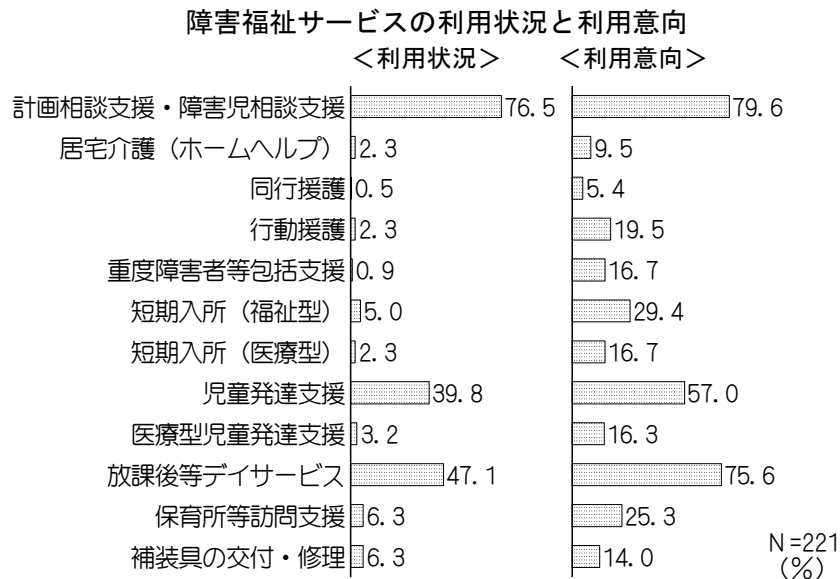 障害福祉サービスの利用状況と利用意向
＜利用状況＞ ＜利用意向＞
計画相談支援・障害児相談支援 76.5 79.6
居宅介護（ホームヘルプ） 2.3 9.5
同行援護 0.5 5.4
行動援護 2.3 19.5
重度障害者等包括支援 0.9 16.7
短期入所（福祉型） 5.0 29.4
短期入所（医療型） 2.3 16.7
児童発達支援 39.8 57.0
医療型児童発達支援 3.2 16.3
放課後等デイサービス 47.1 75.6
保育所等訪問支援 6.3 25.3
補装具の交付・修理 6.3 14.0
N=221
（％）